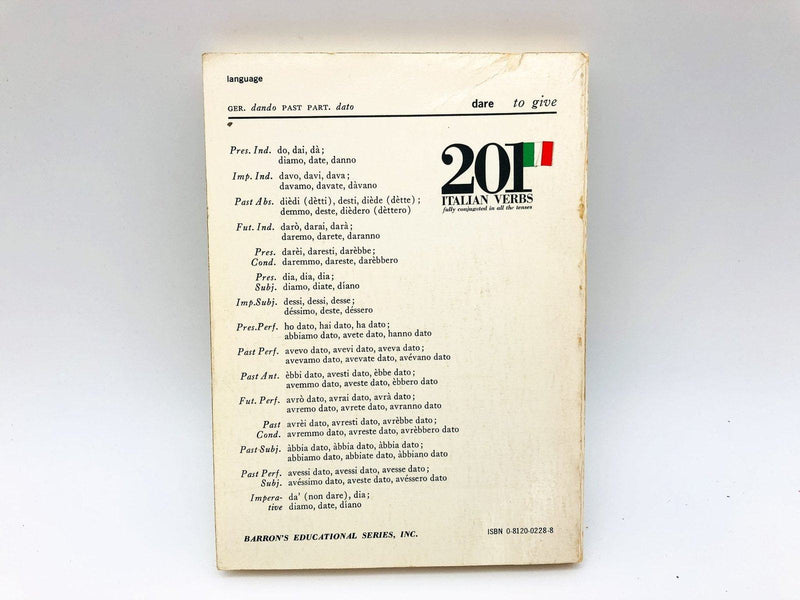 language
GER. dando PAST PART. dato dare to give
201
ITALIAN VERBS
fully conjugated in all the tenses
Pres. Ind. do, dai, dà;
diamo, date, danno
Imp. Ind. davo, davi, dava;
davamo, davate, dàvano
Past Abs. dièdi (dètti), desti, diède (dètte);
demmo, deste, dièdero (dèttero)
Fut. Ind. darò, darai, darà;
daremo, darete, daranno
Pres. darèi, daresti, darèbbe;
Cond. daremmo, dareste, darèbbero
Pres. dia, dia, dia;
Subj. diamo, diate, díano
Imp.Subj. dessi, dessi, desse;
déssimo, deste, déssero
Pres.Perf. ho dato, hai dato, ha dato;
abbiamo dato, avete dato, hanno dato
Past Perf. avevo dato, avevi dato, aveva dato;
avevamo dato, avevate dato, avévano dato
Past Ant. èbbi dato, avesti dato, èbbe dato;
avemmo dato, aveste dato, èbbero dato
Fut. Perf. avrò dato, avrai dato, avrà dato;
avremo dato, avrete dato, avranno dato
Past avrèi dato, avresti dato, avrèbbe dato;
Cond. avremmo dato, avreste dato, avrèbbero dato
Past Subj. àbbia dato, àbbia dato, àbbia dato;
abbiamo dato, abbiate dato, àbbiano dato
Past Perf. avessi dato, avessi dato, avesse dato;
Subj. avéssimo dato, aveste dato, avéssero dato
Impera- da' (non dare), dia;
tive diamo, date, díano
BARRON'S EDUCATIONAL SERIES, INC. ISBN 0-8120-0228-8